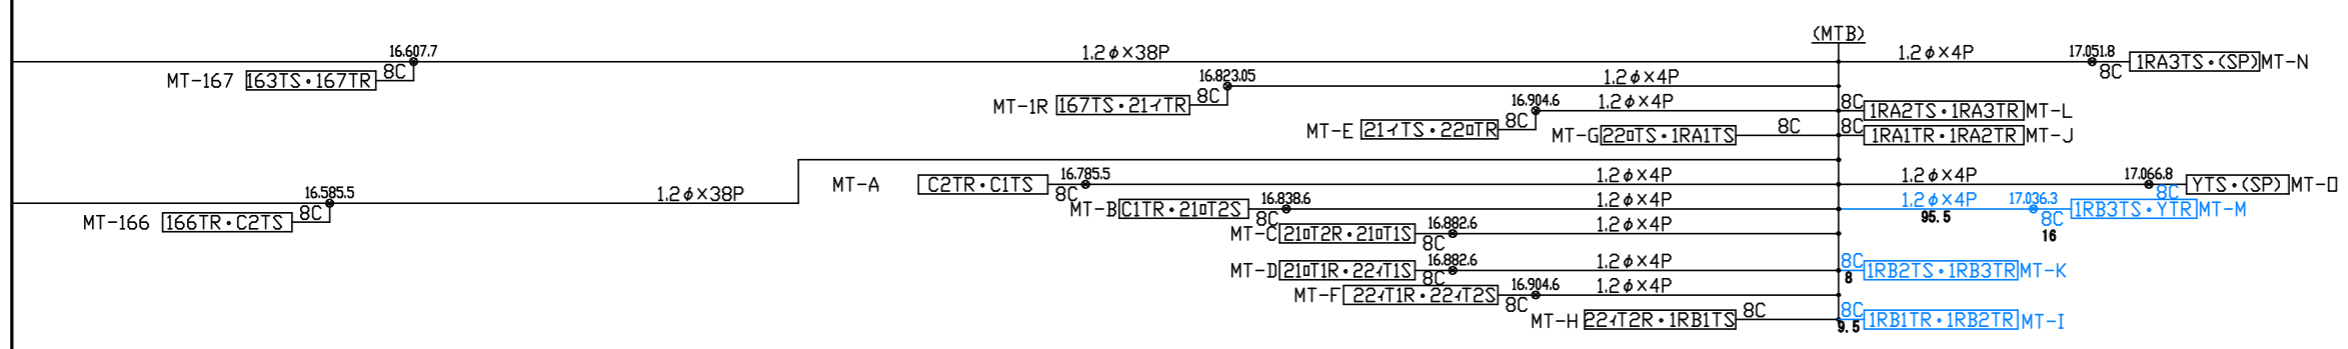 (MTB)
16.607.7 1.2φ×38P 1.2φ×4P 17.051.8
MT-167 163TS・167TR 8C 8C 1RA3TS・(SP) MT-N
16.823.05 1.2φ×4P
MT-1R 167TS・21イTR 8C 16.904.6 1.2φ×4P 8C 1RA2TS・1RA3TR MT-L
MT-E 21イTS・22ロTR 8C MT-G 22ロTS・1RA1TS 8C 8C 1RA1TR・1RA2TR MT-J
MT-A C2TR・C1TS 16.785.5 1.2φ×4P 1.2φ×4P 17.066.8
8C 8C YTS・(SP) MT-O
16.585.5 1.2φ×38P
MT-166 166TR・C2TS 8C
MT-B C1TR・21ロT2S 16.838.6 1.2φ×4P 1.2φ×4P 17.036.3 1RB3TS・YTR MT-M
8C 95.5 8C
16
MT-C 21ロT2R・21ロT1S 16.882.6 1.2φ×4P
8C
MT-D 21ロT1R・22イT1S 16.882.6 1.2φ×4P 8C 1RB2TS・1RB3TR MT-K
8C 8
MT-F 22イT1R・22イT2S 16.904.6 1.2φ×4P
8C
MT-H 22イT2R・1RB1TS 8C 8C 1RB1TR・1RB2TR MT-I
9.5